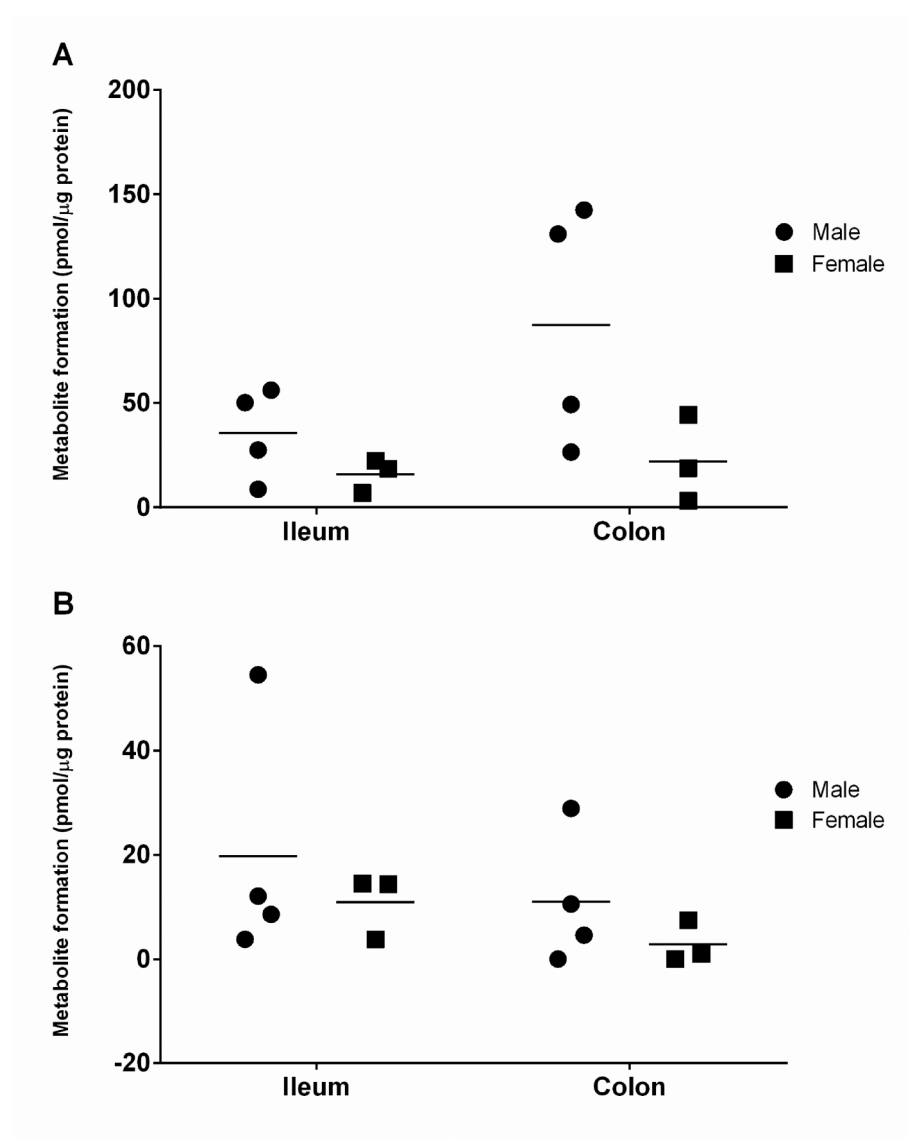 A
Metabolite formation (pmol/μg protein)
200
150
100
50
0
Ileum
Colon
Male
Female
B
Metabolite formation (pmol/μg protein)
60
40
20
0
-20
Ileum
Colon
Male
Female